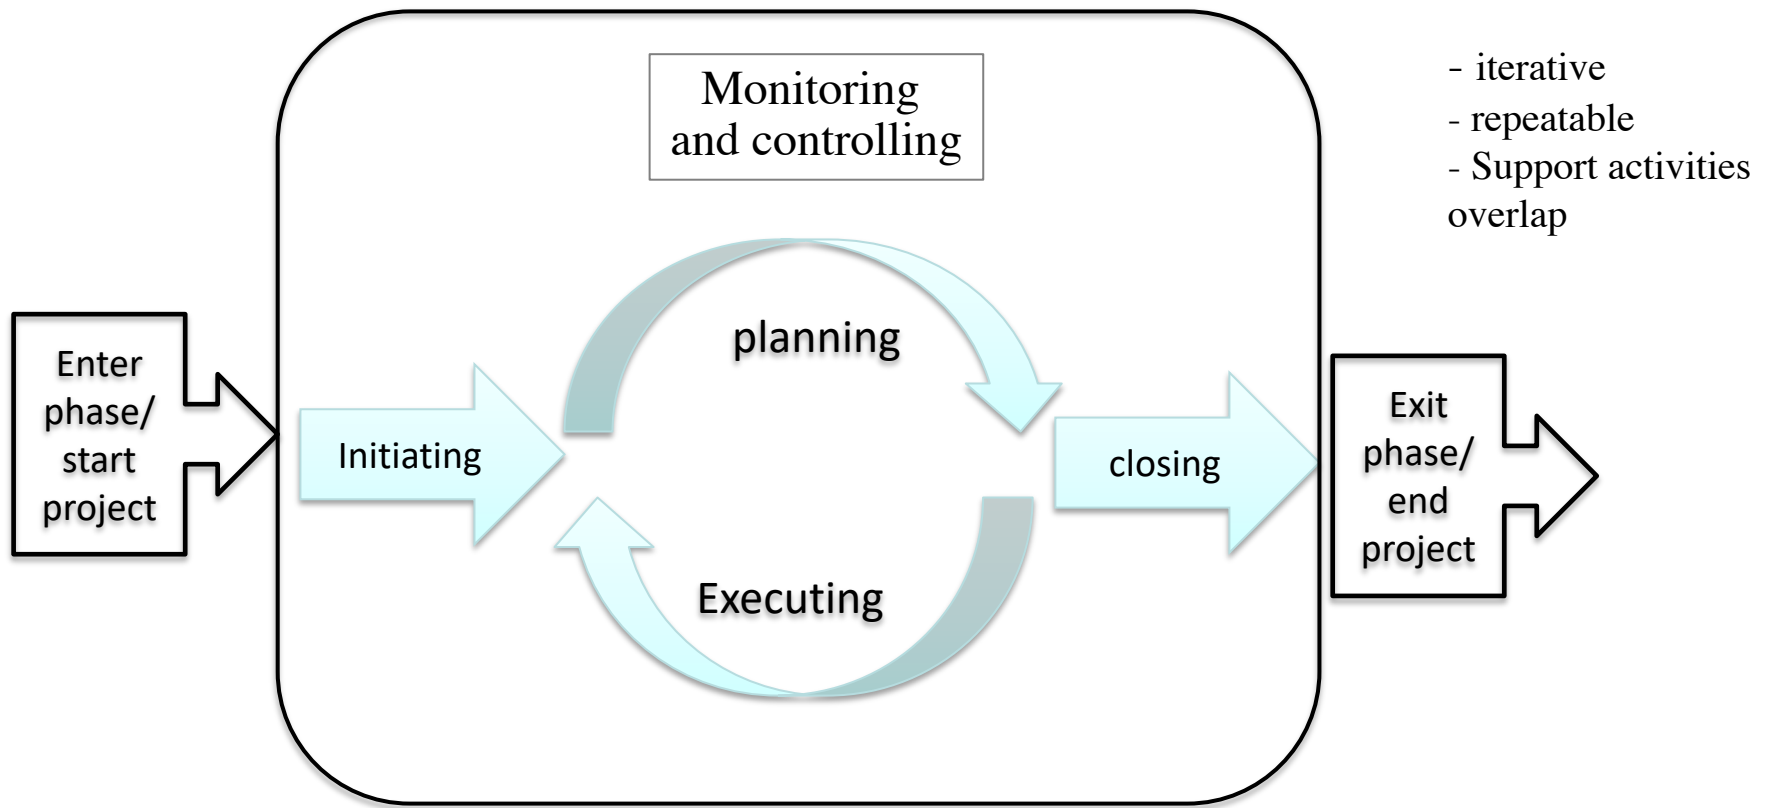 Monitoring
and controlling
- iterative
- repeatable
- Support activities
overlap
Enter
phase/
start
project
Initiating
planning
Executing
closing
Exit
phase/
end
project